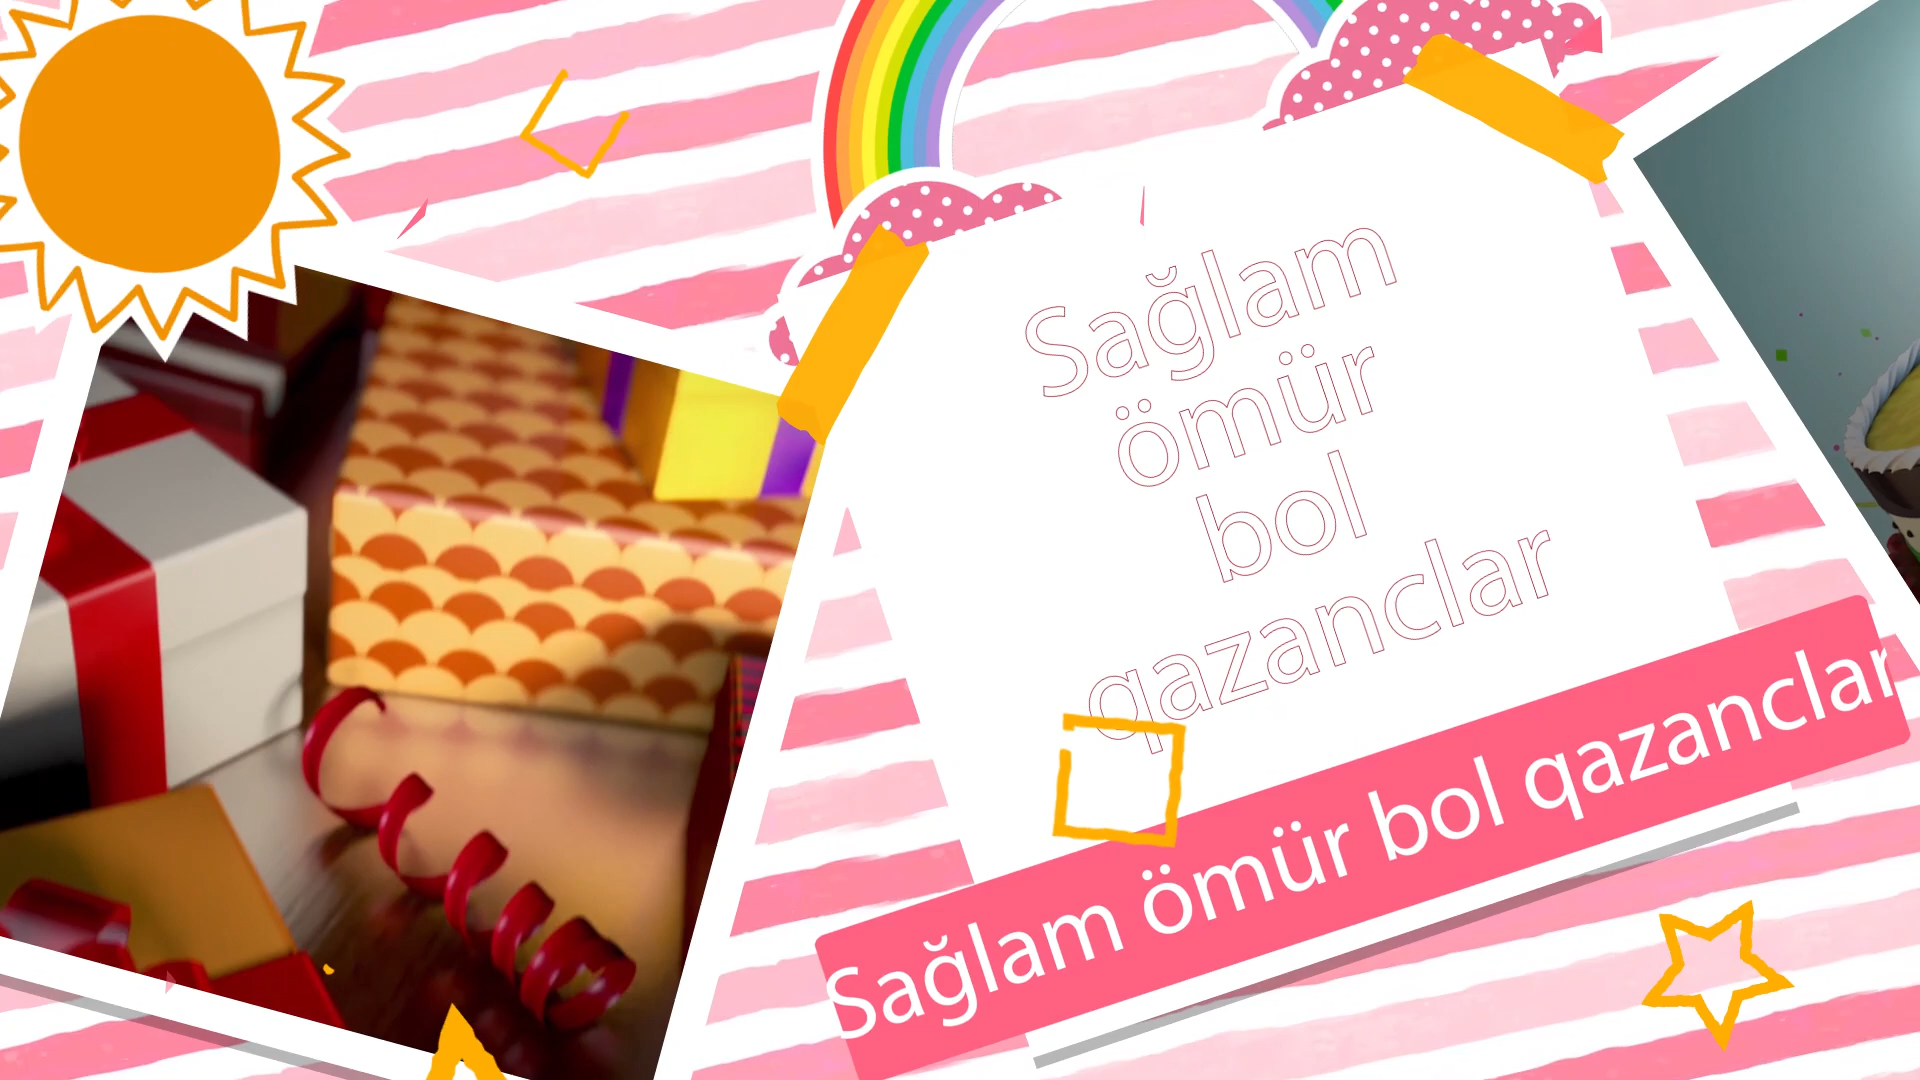 Sağlam
ömür
bol
qazanclar
Sağlam ömür bol qazanclar